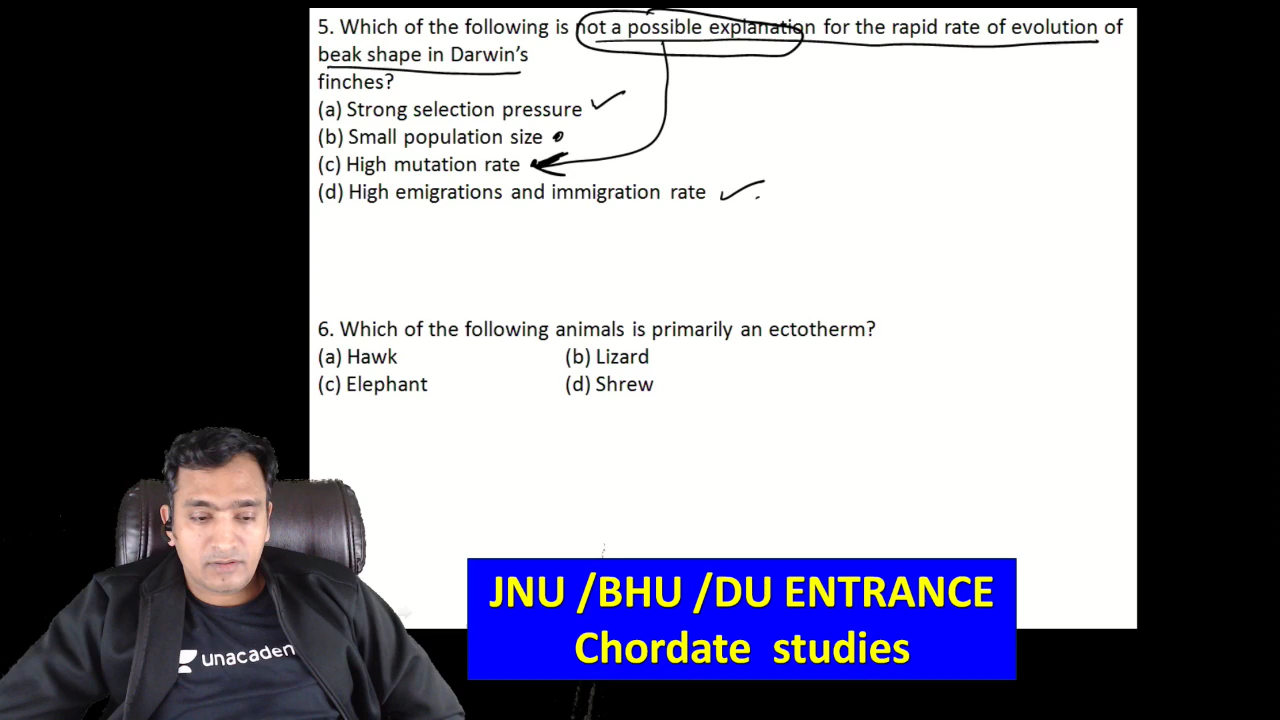 5. Which of the following is not a possible explanation for the rapid rate of evolution of
beak shape in Darwin's
finches?
(a) Strong selection pressure
(b) Small population size
(c) High mutation rate
(d) High emigrations and immigration rate
6. Which of the following animals is primarily an ectotherm?
(a) Hawk (b) Lizard
(c) Elephant (d) Shrew
JNU /BHU /DU ENTRANCE
Chordate studies
unacaden